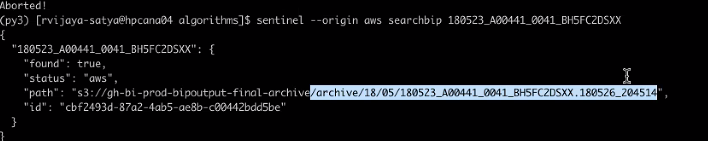 Aborted!
(py3) [rvijaya-satya@hpcana04 algorithms]$ sentinel --origin aws searchbip 180523_A00441_0041_BH5FC2DSXX
{
  "180523_A00441_0041_BH5FC2DSXX": {
    "found": true,
    "status": "aws",
    "path": "s3://gh-bi-prod-bipoutput-final-archive/archive/18/05/180523_A00441_0041_BH5FC2DSXX.180526_204514",
    "id": "cbf2493d-87a2-4ab5-ae8b-c00442bdd5be"
  }
}